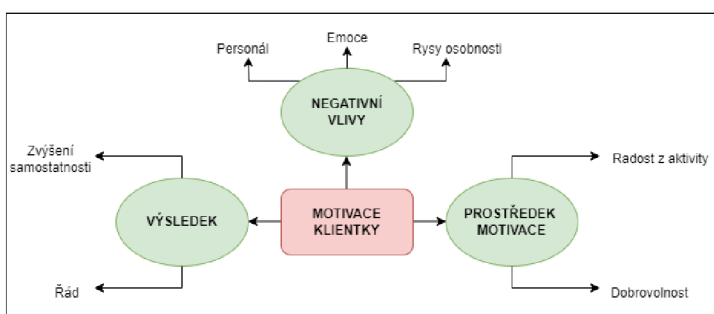 Emoce
Personál
Rysy osobnosti
NEGATIVNÍ
VLIVY
Zvýšení
samostatnosti
Radost z aktivity
VÝSLEDEK
MOTIVACE
KLIENTKY
PROSTŘEDEK
MOTIVACE
Řád
Dobrovolnost